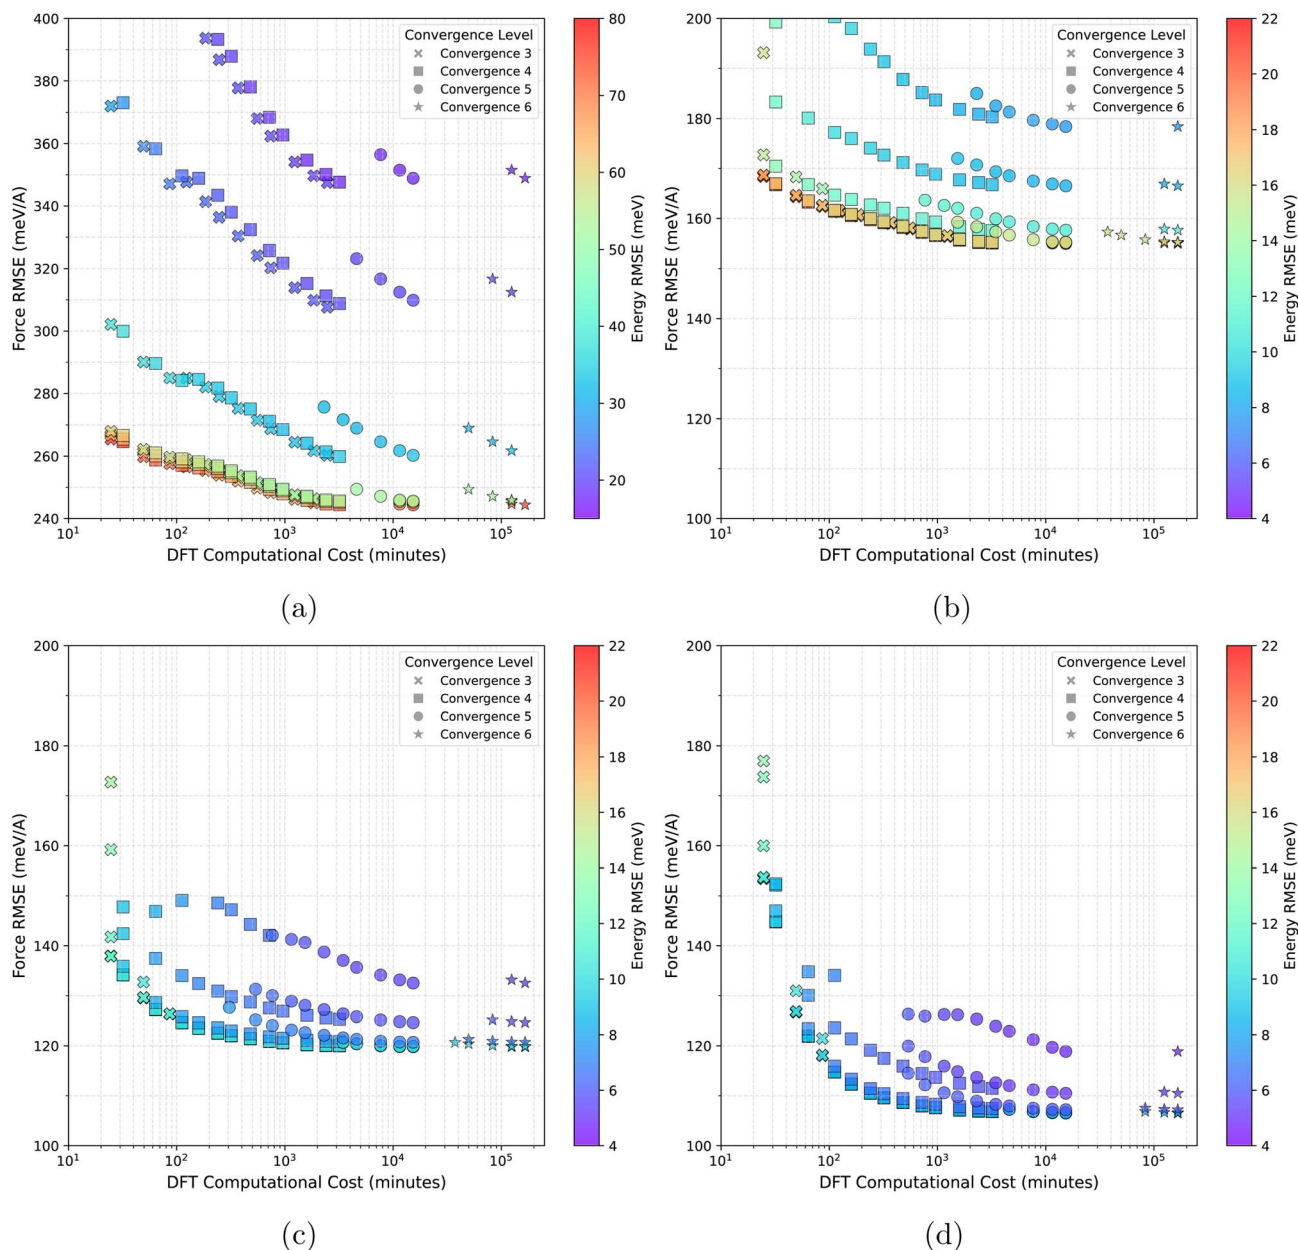 400
380
360
340
320
300
280
260
240
Force RMSE (meV/A)
10¹ 10² 10³ 10⁴ 10⁵
DFT Computational Cost (minutes)
Convergence Level
Convergence 3
Convergence 4
Convergence 5
Convergence 6
80
70
60
50
40
30
20
Energy RMSE (meV)
(a)
200
180
160
140
120
100
Force RMSE (meV/A)
10¹ 10² 10³ 10⁴ 10⁵
DFT Computational Cost (minutes)
Convergence Level
Convergence 3
Convergence 4
Convergence 5
Convergence 6
22
20
18
16
14
12
10
8
6
4
Energy RMSE (meV)
(b)
200
180
160
140
120
100
Force RMSE (meV/A)
10¹ 10² 10³ 10⁴ 10⁵
DFT Computational Cost (minutes)
Convergence Level
Convergence 3
Convergence 4
Convergence 5
Convergence 6
22
20
18
16
14
12
10
8
6
4
Energy RMSE (meV)
(c)
200
180
160
140
120
100
Force RMSE (meV/A)
10¹ 10² 10³ 10⁴ 10⁵
DFT Computational Cost (minutes)
Convergence Level
Convergence 3
Convergence 4
Convergence 5
Convergence 6
22
20
18
16
14
12
10
8
6
4
Energy RMSE (meV)
(d)